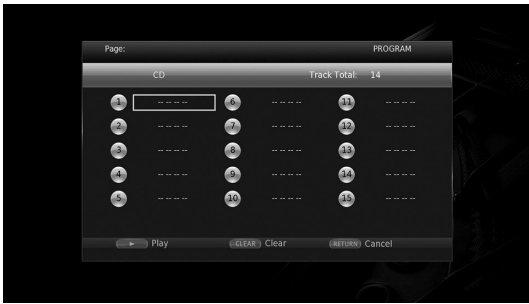 Page: PROGRAM
CD Track Total: 14
1 -- -- -- -- 6 -- -- -- -- 11 -- -- -- --
2 -- -- -- -- 7 -- -- -- -- 12 -- -- -- --
3 -- -- -- -- 8 -- -- -- -- 13 -- -- -- --
4 -- -- -- -- 9 -- -- -- -- 14 -- -- -- --
5 -- -- -- -- 10 -- -- -- -- 15 -- -- -- --
Play CLEAR Clear RETURN Cancel